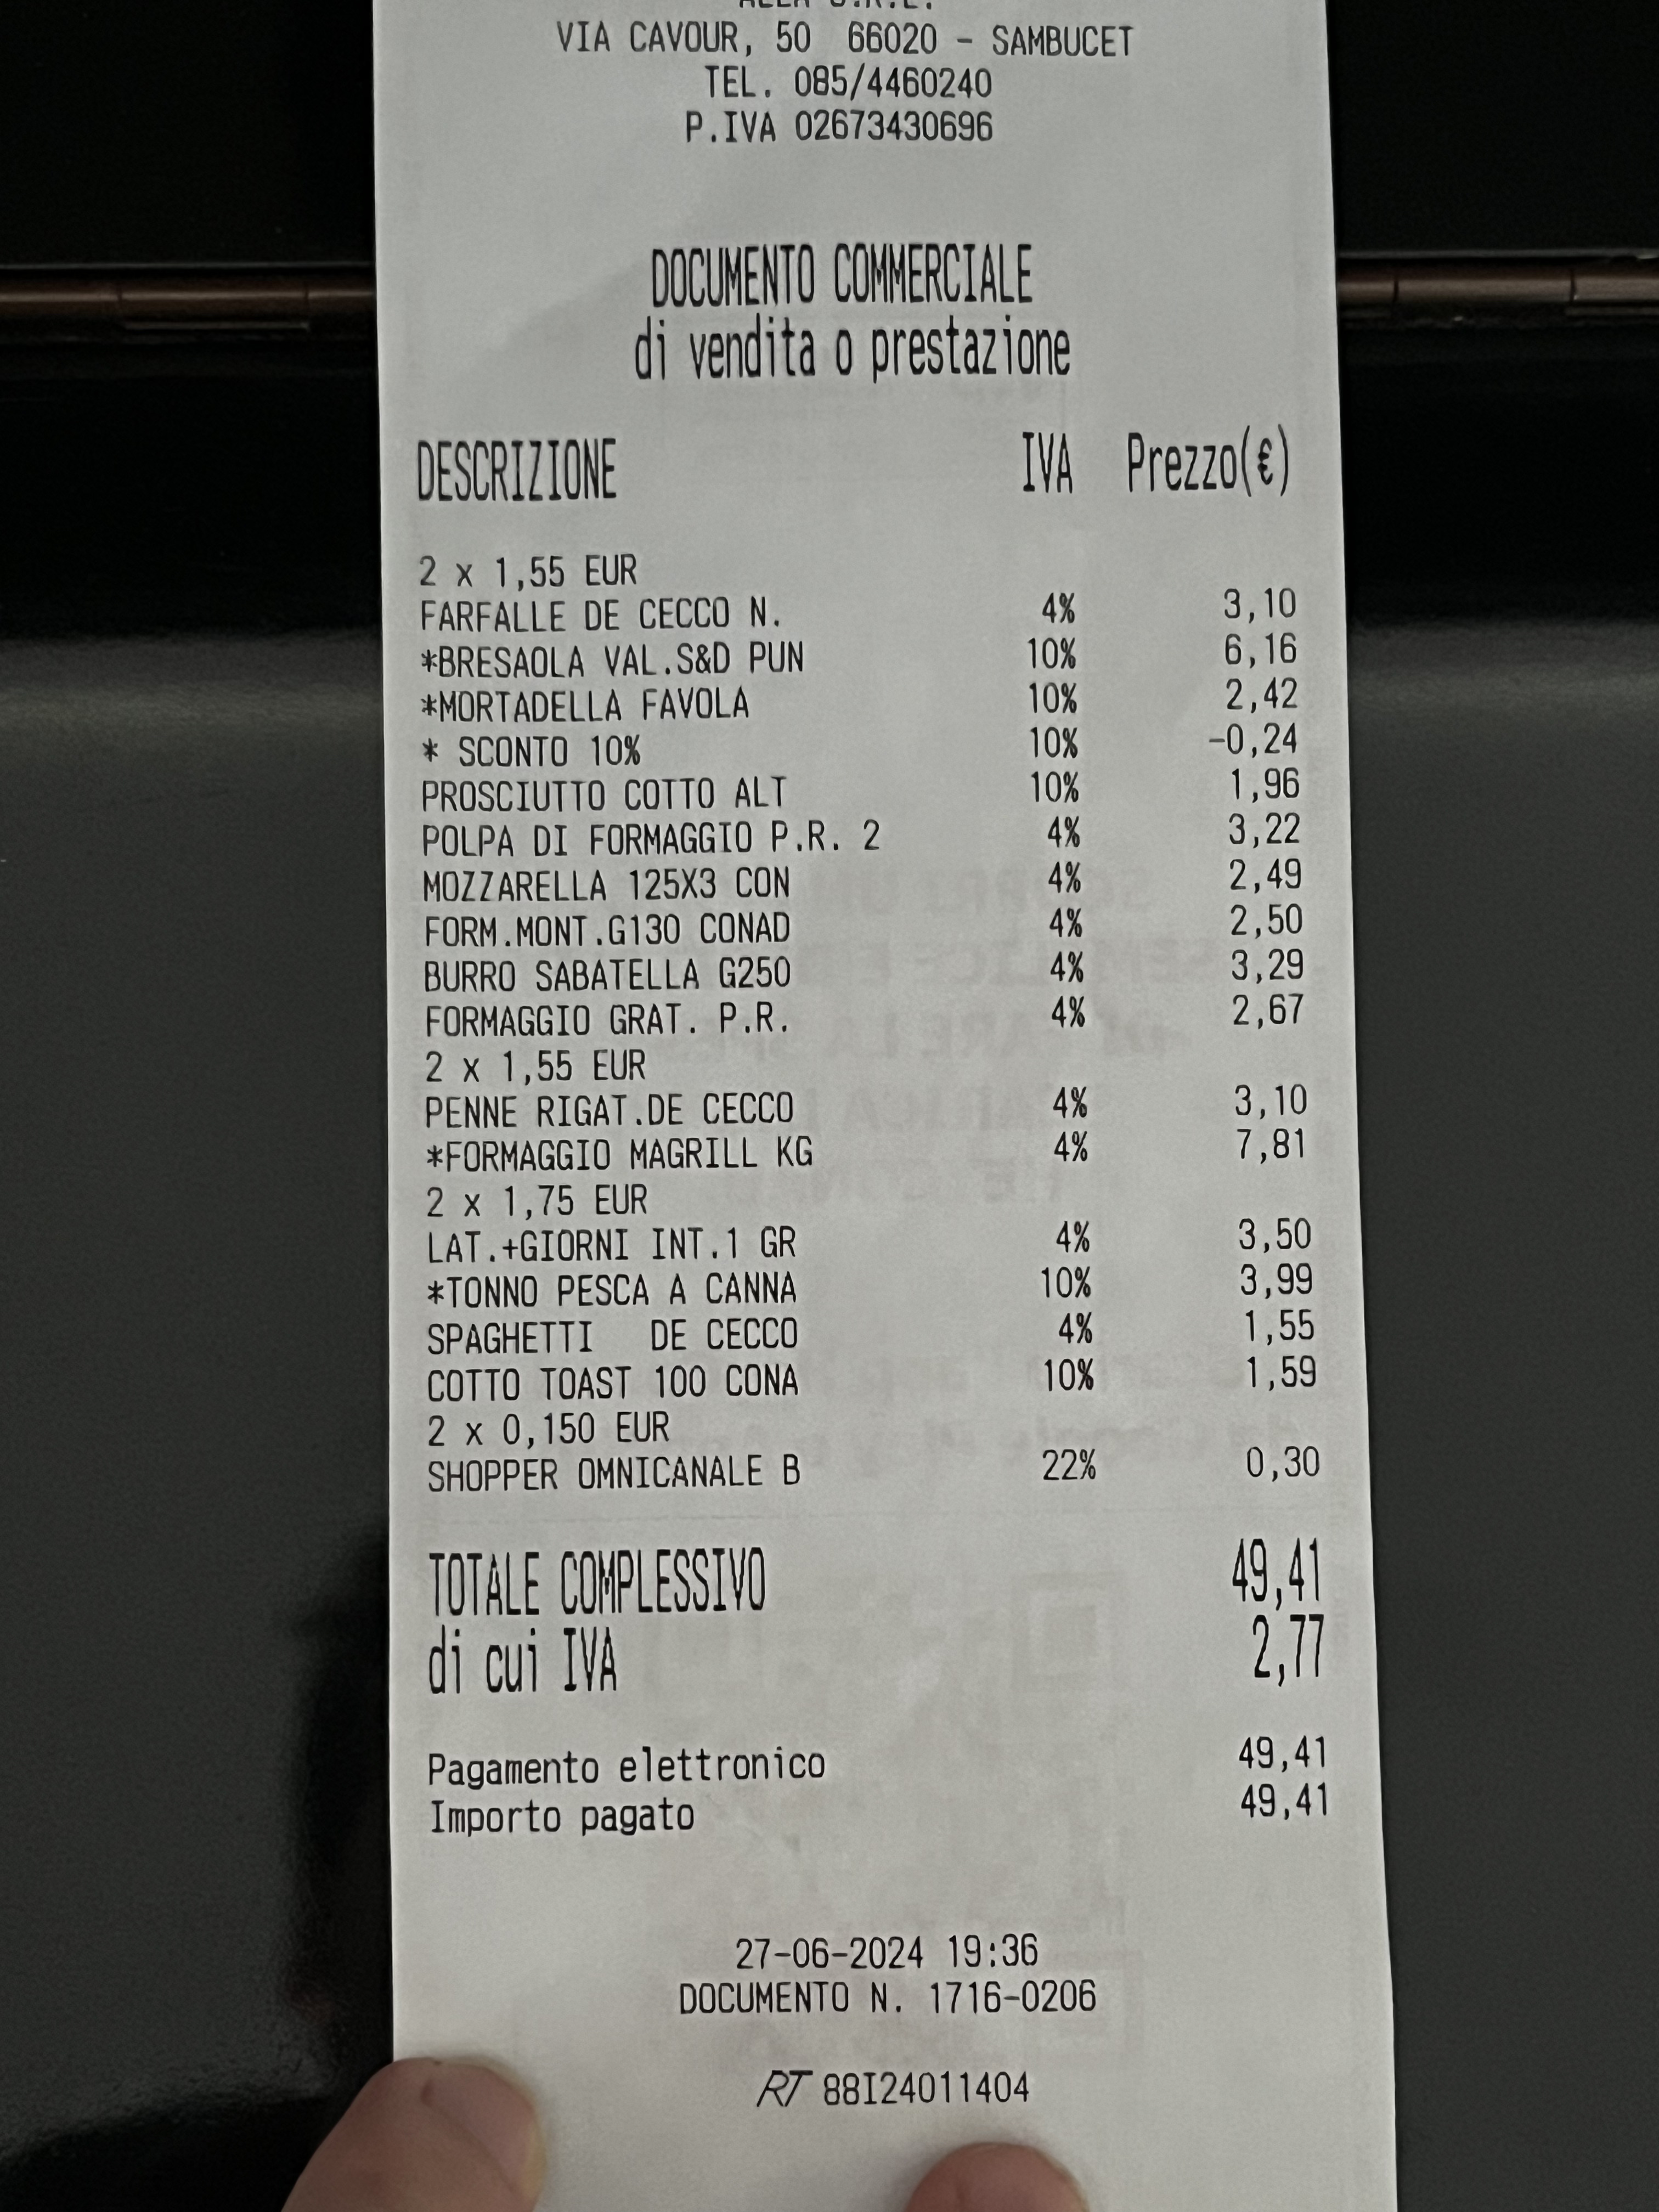 VIA CAVOUR, 50 66020 - SAMBUCET
TEL. 085/4460240
P.IVA 02673430696
DOCUMENTO COMMERCIALE
di vendita o prestazione
DESCRIZIONE IVA Prezzo(€)
2 x 1,55 EUR
FARFALLE DE CECCO N. 4% 3,10
*BRESAOLA VAL.S&D PUN 10% 6,16
*MORTADELLA FAVOLA 10% 2,42
* SCONTO 10% 10% -0,24
PROSCIUTTO COTTO ALT 10% 1,96
POLPA DI FORMAGGIO P.R. 2 4% 3,22
MOZZARELLA 125X3 CON 4% 2,49
FORM.MONT.G130 CONAD 4% 2,50
BURRO SABATELLA G250 4% 3,29
FORMAGGIO GRAT. P.R. 4% 2,67
2 x 1,55 EUR
PENNE RIGAT.DE CECCO 4% 3,10
*FORMAGGIO MAGRILL KG 4% 7,81
2 x 1,75 EUR
LAT.+GIORNI INT.1 GR 4% 3,50
*TONNO PESCA A CANNA 10% 3,99
SPAGHETTI DE CECCO 4% 1,55
COTTO TOAST 100 CONA 10% 1,59
2 x 0,150 EUR
SHOPPER OMNICANALE B 22% 0,30
TOTALE COMPLESSIVO 49,41
di cui IVA 2,77
Pagamento elettronico 49,41
Importo pagato 49,41
27-06-2024 19:36
DOCUMENTO N. 1716-0206
RT 88I24011404